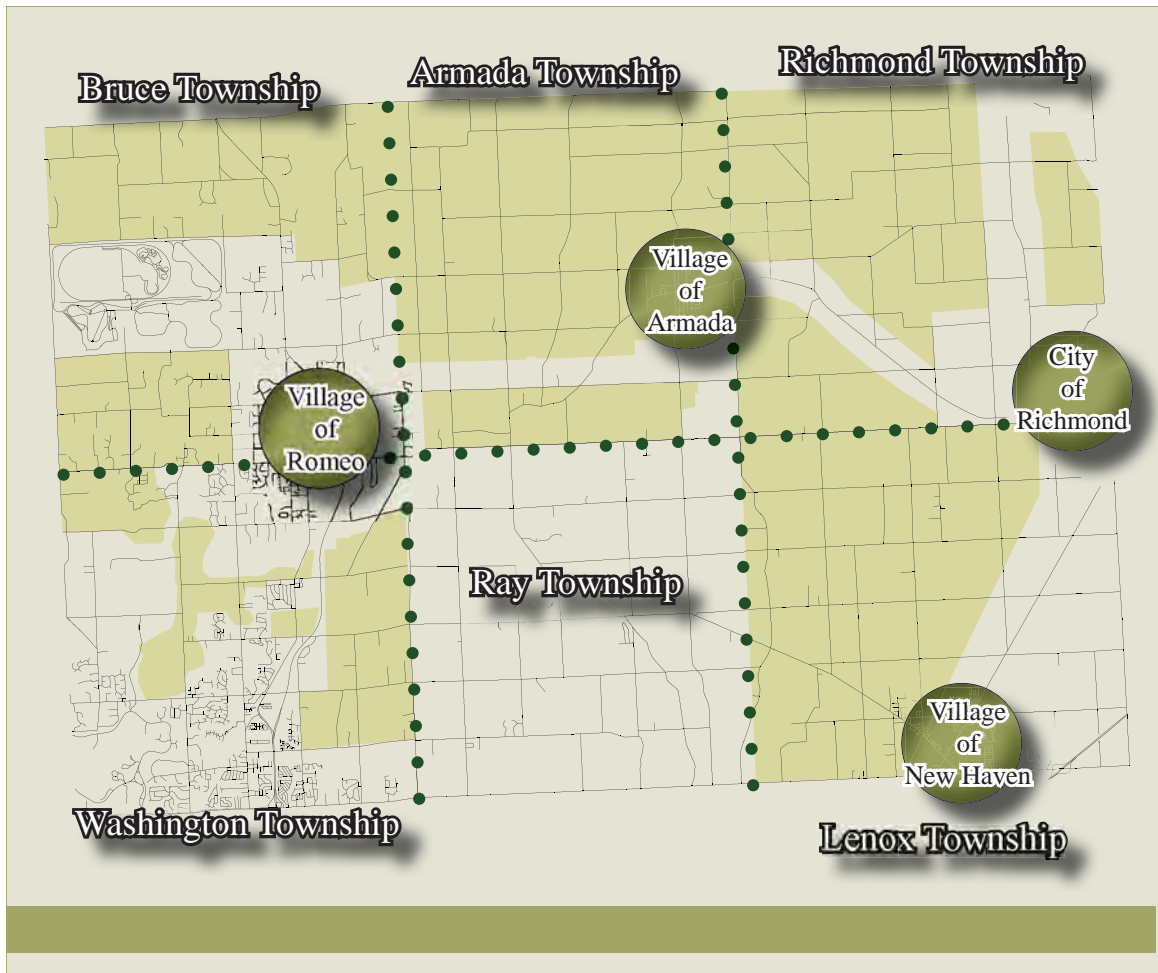 Bruce Township
Armada Township
Richmond Township
Village
of
Armada
City
of
Richmond
Village
of
Romeo
Ray Township
Village
of
New Haven
Washington Township
Lenox Township